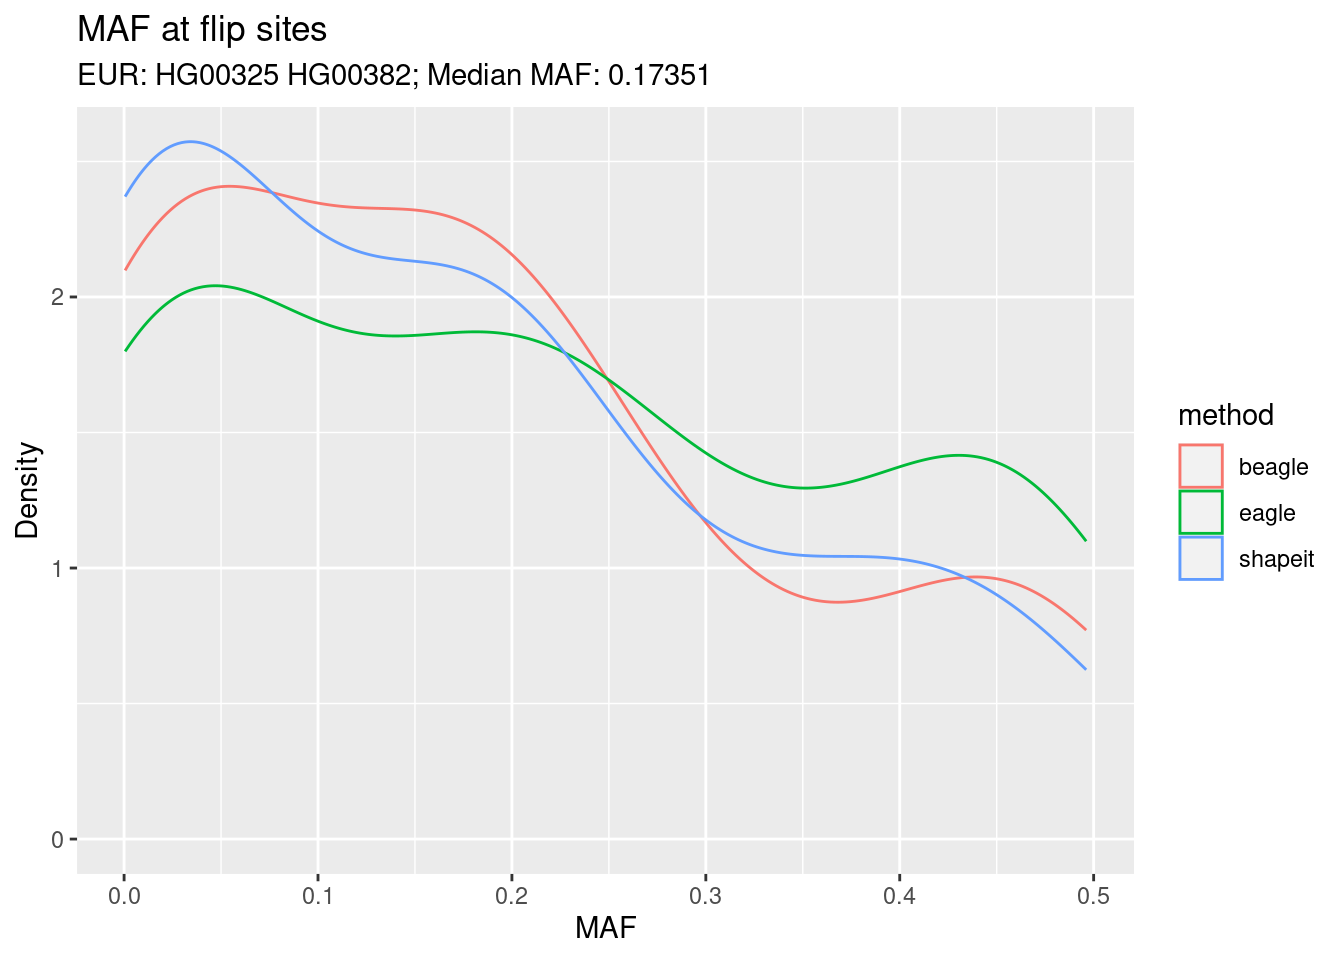 MAF at flip sites
EUR: HG00325 HG00382; Median MAF: 0.17351
Density
2
1
0
0.0 0.1 0.2 0.3 0.4 0.5
MAF
method
beagle
eagle
shapeit